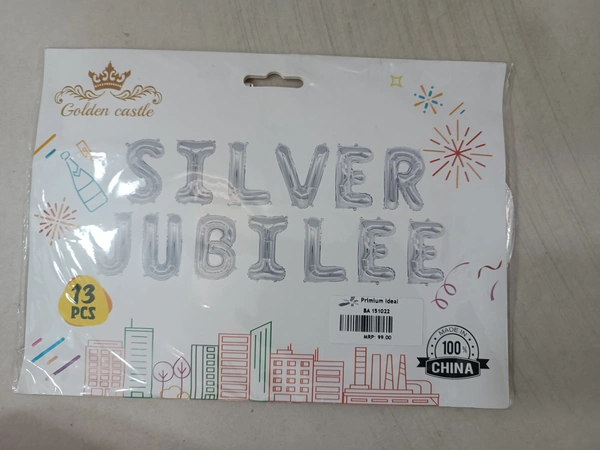 Golden castle
SILVER
JUBILEE
13
PCS
Primium Ideal
BA 151022
MRP: 99.00
MADE IN
100%
CHINA